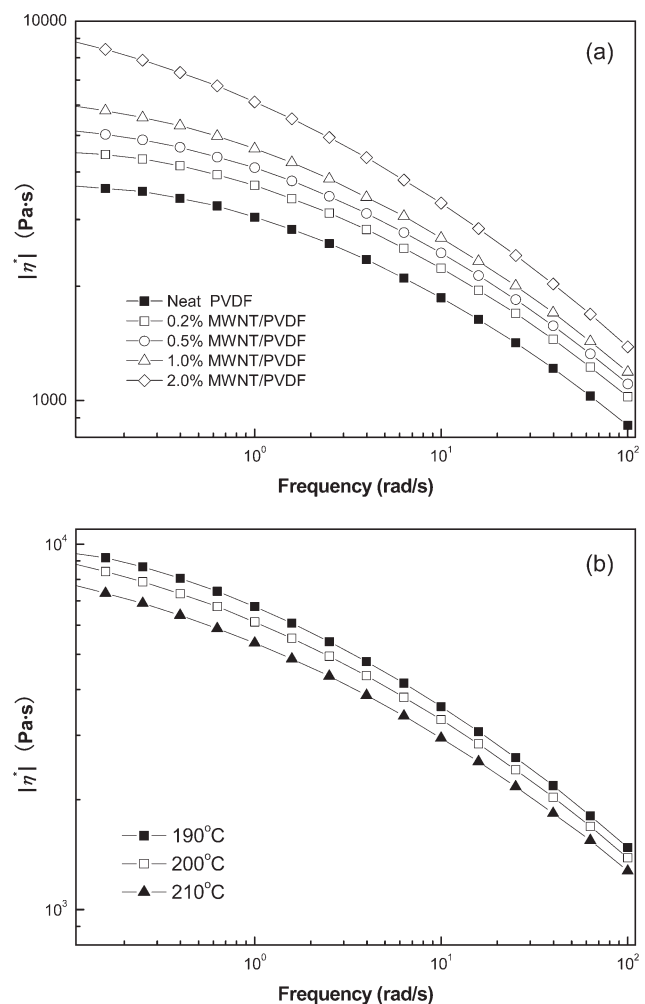 10000
(a)
|η*| (Pa·s)
Neat PVDF
0.2% MWNT/PVDF
0.5% MWNT/PVDF
1.0% MWNT/PVDF
2.0% MWNT/PVDF
1000
10⁰ 10¹ 10²
Frequency (rad/s)
10⁴
(b)
|η*| (Pa·s)
190°C
200°C
210°C
10³
10⁰ 10¹ 10²
Frequency (rad/s)